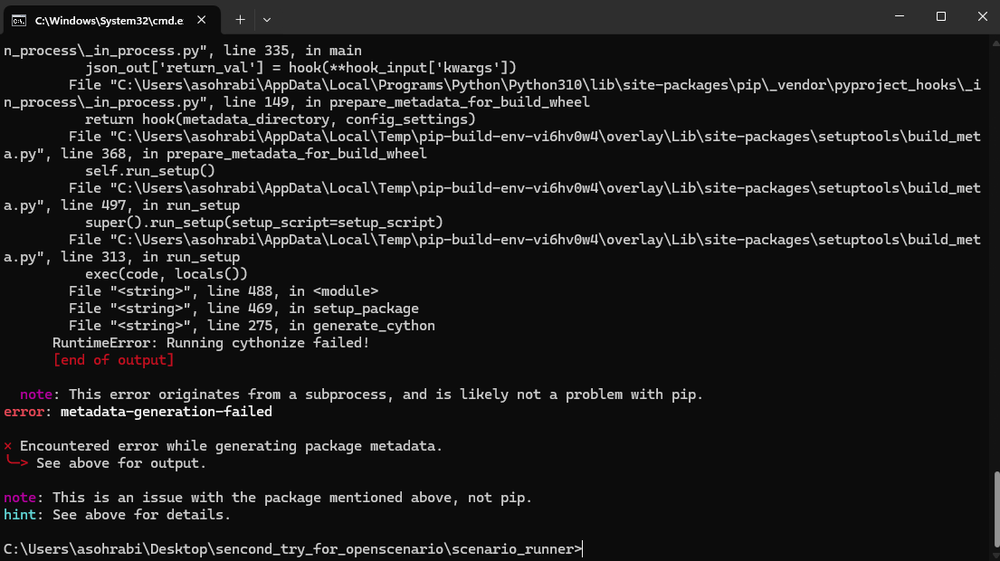 C:\Windows\System32\cmd.e
n_process\_in_process.py", line 335, in main
json_out['return_val'] = hook(**hook_input['kwargs'])
File "C:\Users\asohrabi\AppData\Local\Programs\Python\Python310\lib\site-packages\pip\_vendor\pyproject_hooks\_i
n_process\_in_process.py", line 149, in prepare_metadata_for_build_wheel
return hook(metadata_directory, config_settings)
File "C:\Users\asohrabi\AppData\Local\Temp\pip-build-env-vi6hv0w4\overlay\Lib\site-packages\setuptools\build_met
a.py", line 368, in prepare_metadata_for_build_wheel
self.run_setup()
File "C:\Users\asohrabi\AppData\Local\Temp\pip-build-env-vi6hv0w4\overlay\Lib\site-packages\setuptools\build_met
a.py", line 497, in run_setup
super().run_setup(setup_script=setup_script)
File "C:\Users\asohrabi\AppData\Local\Temp\pip-build-env-vi6hv0w4\overlay\Lib\site-packages\setuptools\build_met
a.py", line 313, in run_setup
exec(code, locals())
File "<string>", line 488, in <module>
File "<string>", line 469, in setup_package
File "<string>", line 275, in generate_cython
RuntimeError: Running cythonize failed!
[end of output]
note: This error originates from a subprocess, and is likely not a problem with pip.
error: metadata-generation-failed
× Encountered error while generating package metadata.
╰─> See above for output.
note: This is an issue with the package mentioned above, not pip.
hint: See above for details.
C:\Users\asohrabi\Desktop\sencond_try_for_openscenario\scenario_runner>